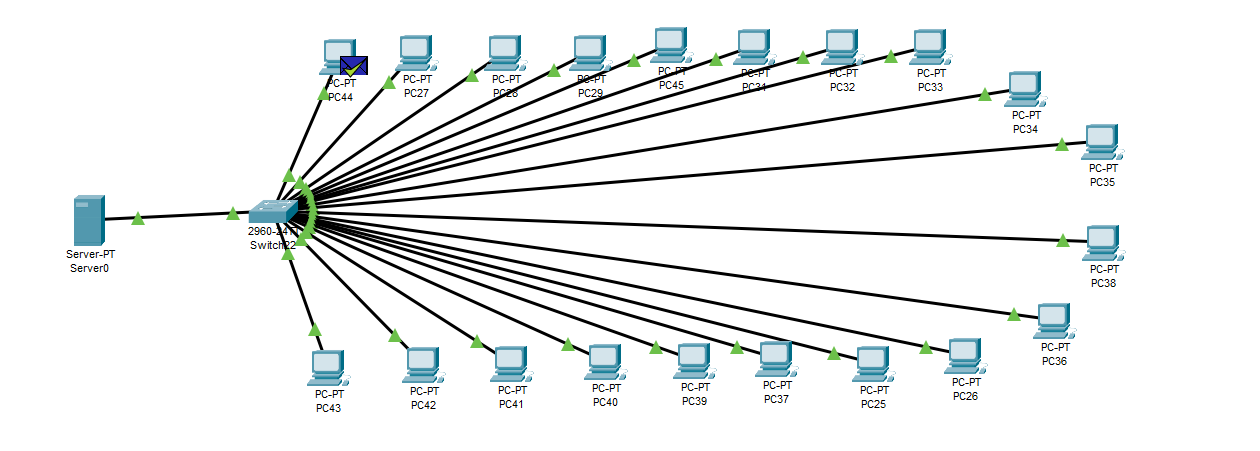 PC-PT
PC44
PC-PT
PC27
PC-PT
PC28
PC-PT
PC29
PC-PT
PC45
PC-PT
PC31
PC-PT
PC32
PC-PT
PC33
PC-PT
PC34
PC-PT
PC35
Server-PT
Server0
2960-24TT
Switch22
PC-PT
PC38
PC-PT
PC36
PC-PT
PC43
PC-PT
PC42
PC-PT
PC41
PC-PT
PC40
PC-PT
PC39
PC-PT
PC37
PC-PT
PC25
PC-PT
PC26